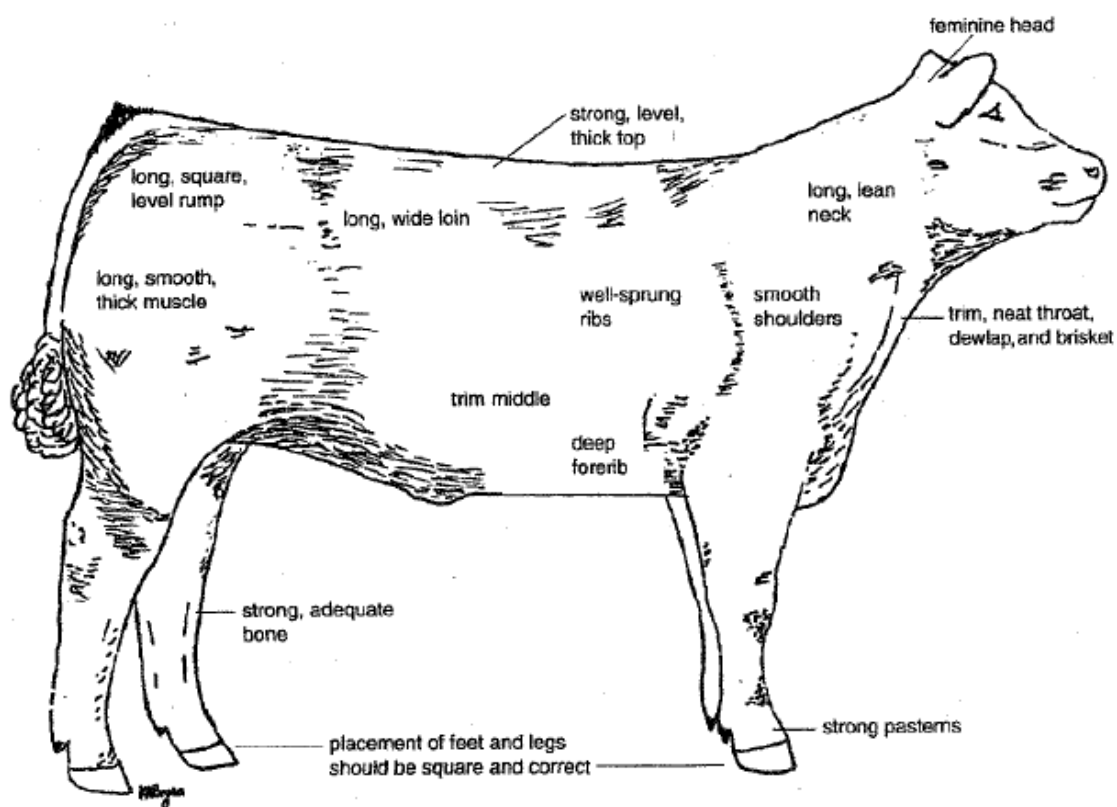 feminine head
strong, level,
thick top
long, square,
level rump
long, wide loin
long, lean
neck
long, smooth,
thick muscle
well-sprung
ribs
smooth
shoulders
trim, neat throat,
dewlap, and brisket
trim middle
deep
forerib
strong, adequate
bone
strong pasterns
placement of feet and legs
should be square and correct